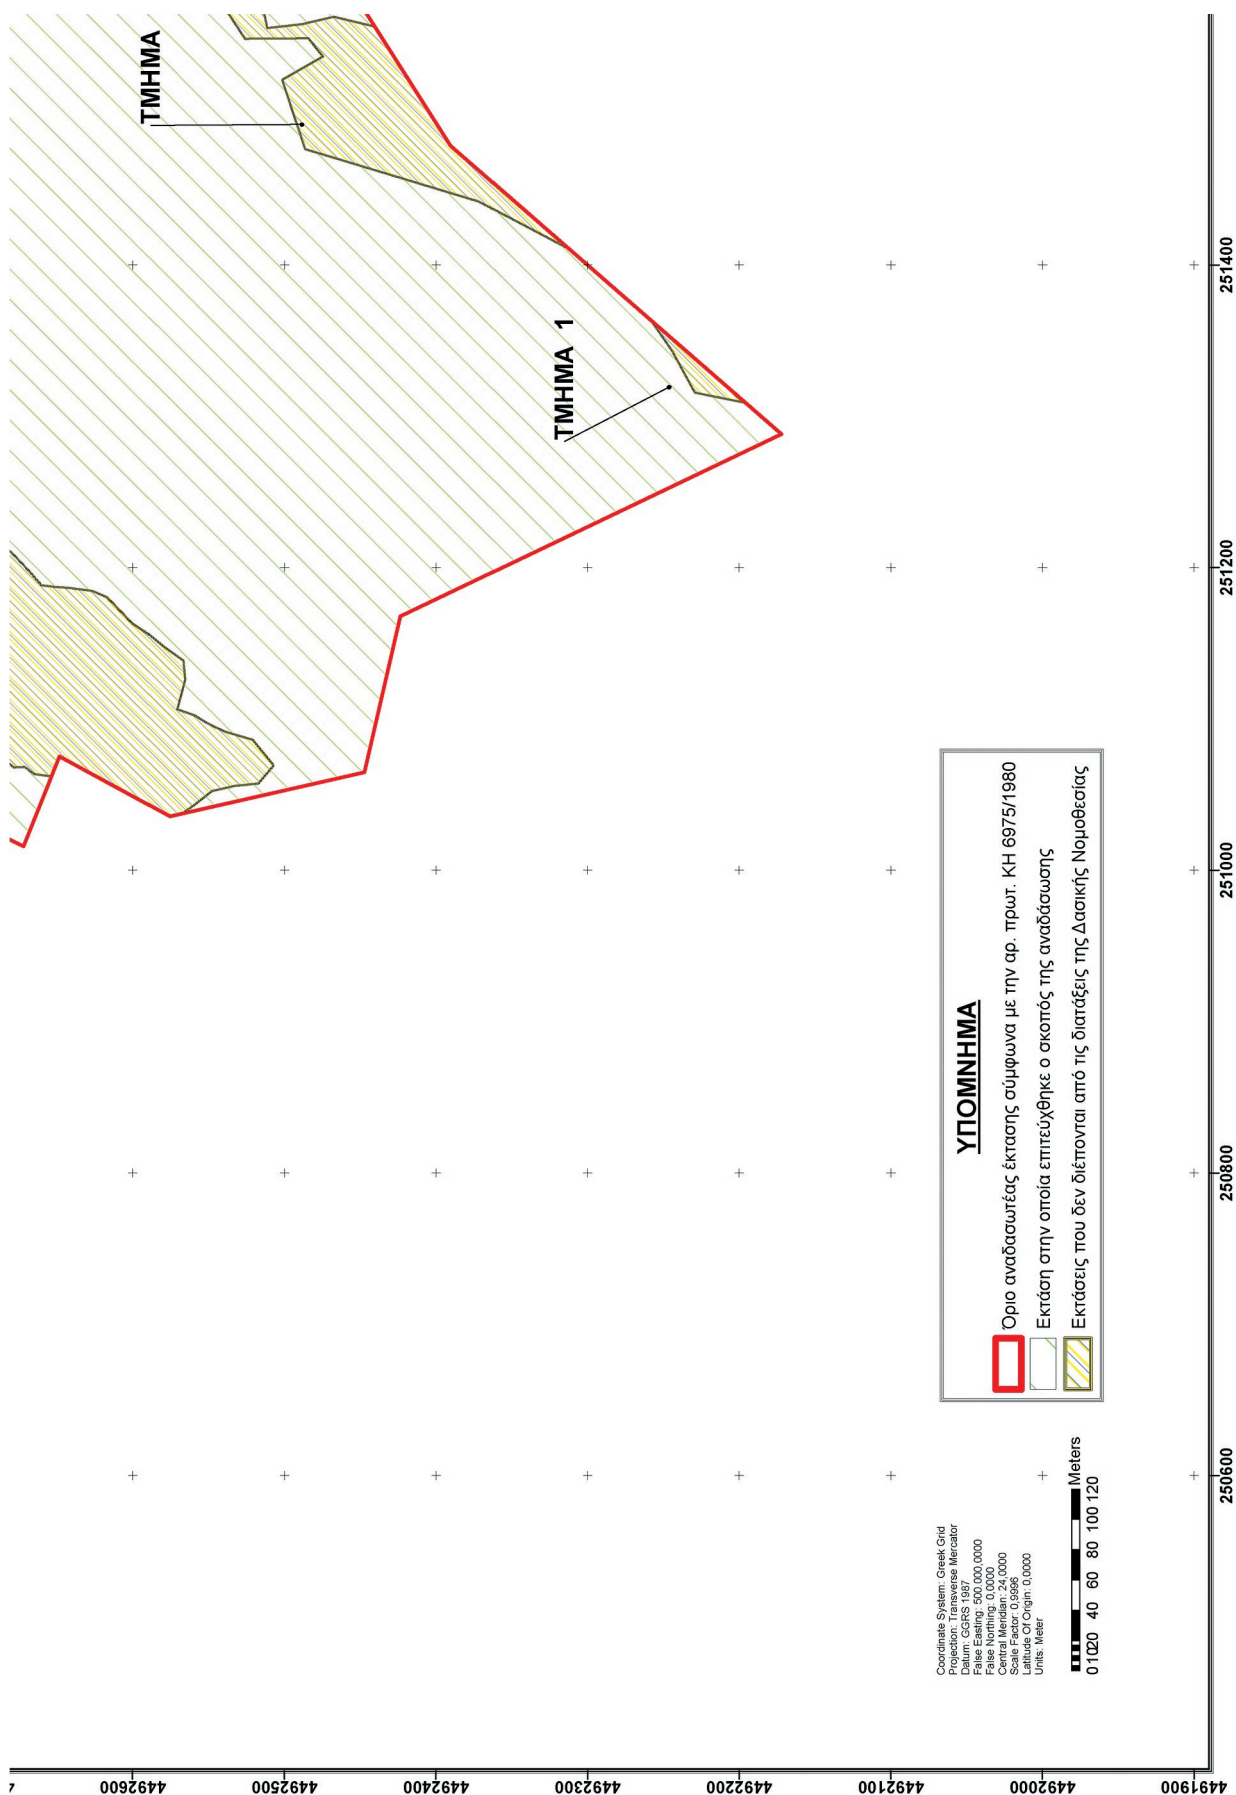 ΤΜΗΜΑ
ΤΜΗΜΑ 1
ΥΠΟΜΝΗΜΑ
Όριο αναδασωτέας έκτασης σύμφωνα με την αρ. πρωτ. ΚΗ 6975/1980
Εκτάση στην οποία επιτεύχθηκε ο σκοπός της αναδάσωσης
Εκτάσεις που δεν διέπονται από τις διατάξεις της Δασικής Νομοθεσίας
Coordinate System: Greek Grid
Projection: Transverse Mercator
Datum: GGRS 1987
False Easting: 500.000,0000
False Northing: 0,0000
Central Meridian: 24,0000
Scale Factor: 0,9996
Latitude Of Origin: 0,0000
Units: Meter
Meters
0 10 20 40 60 80 100 120
4492600
4492500
4492400
4492300
4492200
4492100
4492000
4491900
250600
250800
251000
251200
251400